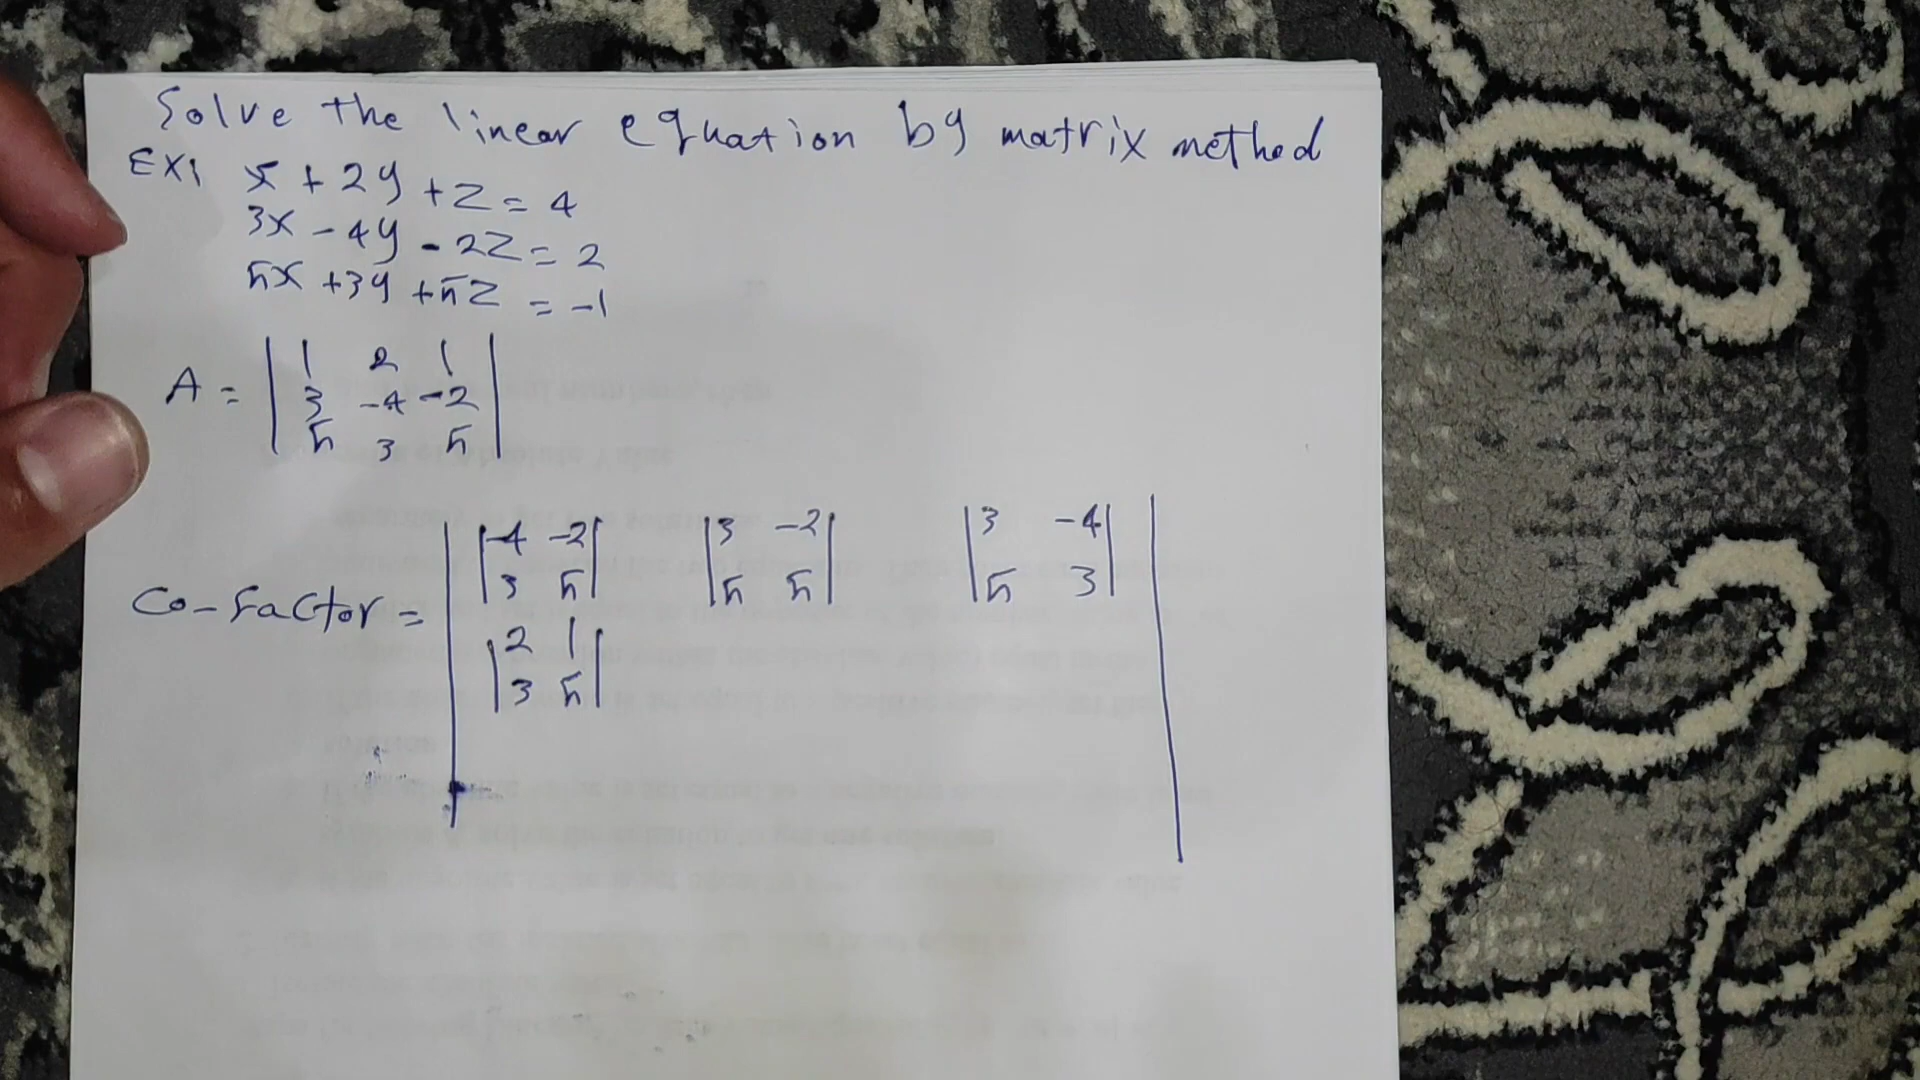 Solve the linear equation by matrix method
EX1 x + 2y + z = 4
3x - 4y - 2z = 2
5x + 3y + 5z = -1
A = | 1 2 1 |
3 -4 -2
5 3 5
Co-factor = | |-4 -2| |3 -2| |3 -4| |
|3 5| |5 5| |5 3|
|2 1|
|3 5|